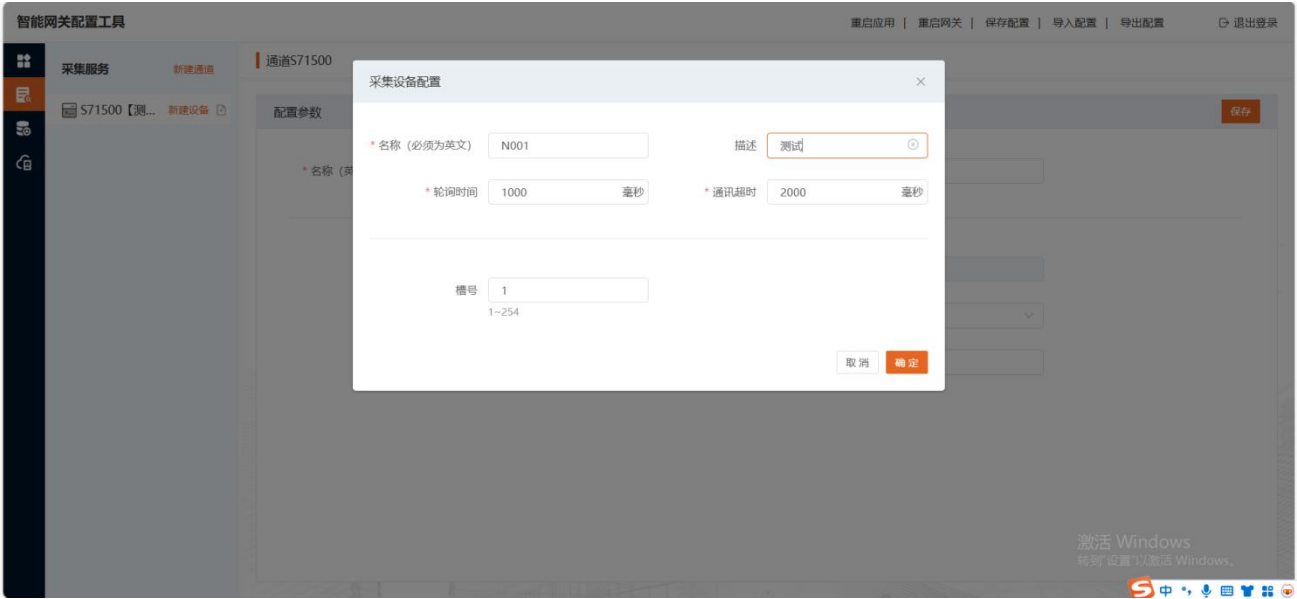 智能网关配置工具
重启应用 | 重启网关 | 保存配置 | 导入配置 | 导出配置 退出登录
采集服务 新建通道
通道S71500
S71500【测... 新建设备
配置参数
保存
* 名称（英
采集设备配置
* 名称（必须为英文） N001 描述 测试
* 轮询时间 1000 毫秒 * 通讯超时 2000 毫秒
槽号 1
1~254
取消 确定
激活 Windows
转到"设置"以激活 Windows。
中